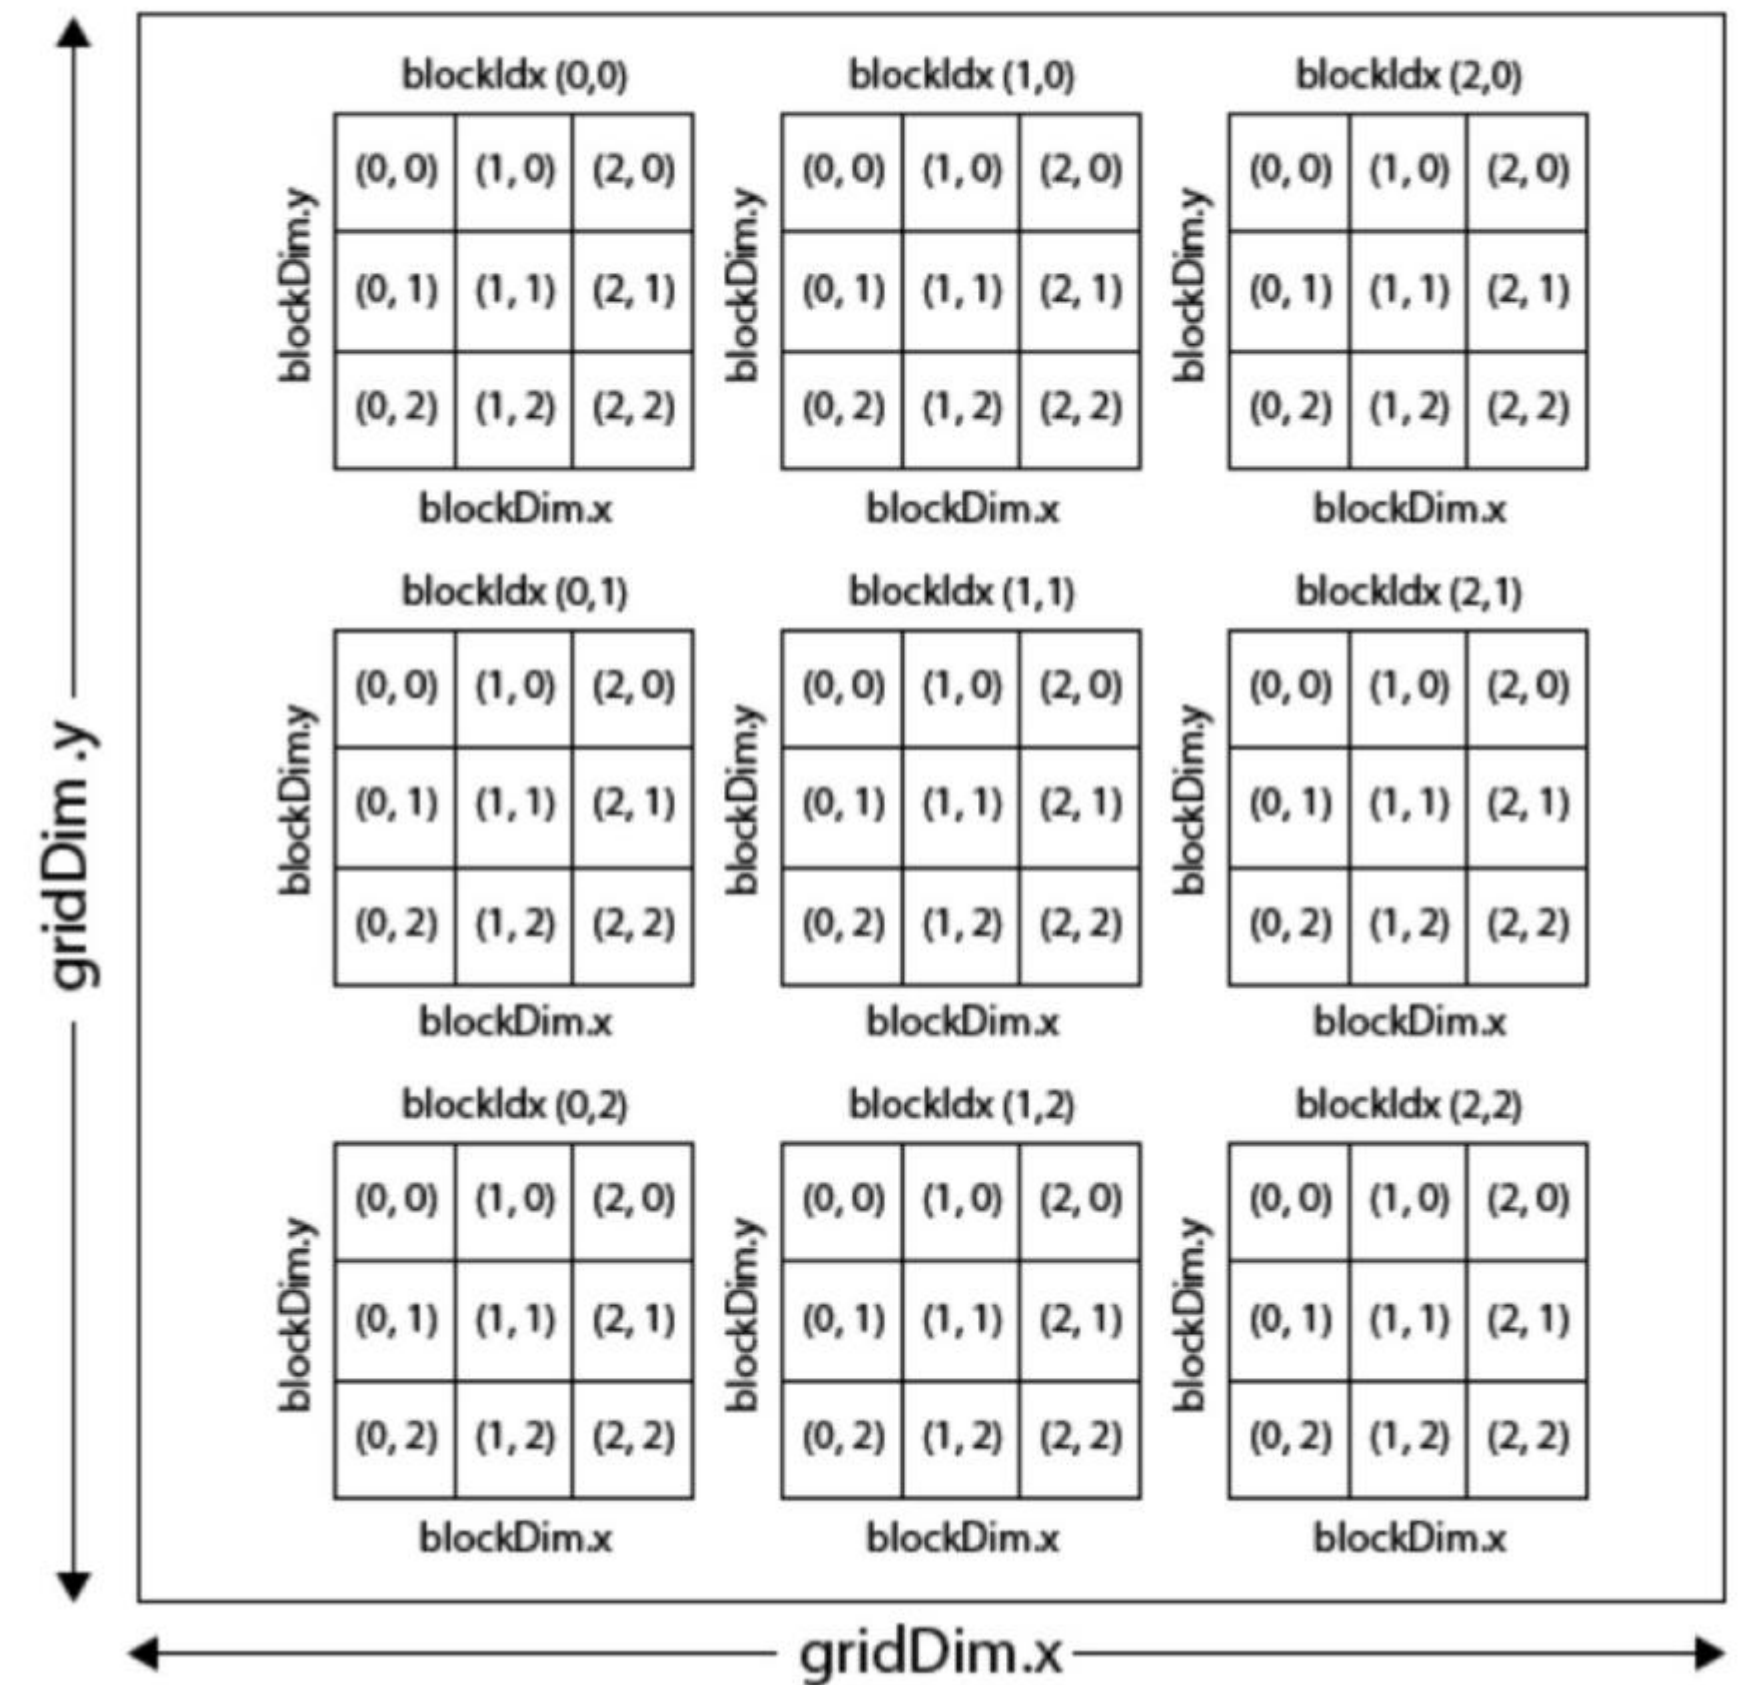 blockIdx (0,0) blockIdx (1,0) blockIdx (2,0)
(0, 0) (1, 0) (2, 0) (0, 0) (1, 0) (2, 0) (0, 0) (1, 0) (2, 0)
blockDim.y blockDim.y blockDim.y
(0, 1) (1, 1) (2, 1) (0, 1) (1, 1) (2, 1) (0, 1) (1, 1) (2, 1)
(0, 2) (1, 2) (2, 2) (0, 2) (1, 2) (2, 2) (0, 2) (1, 2) (2, 2)
blockDim.x blockDim.x blockDim.x
blockIdx (0,1) blockIdx (1,1) blockIdx (2,1)
(0, 0) (1, 0) (2, 0) (0, 0) (1, 0) (2, 0) (0, 0) (1, 0) (2, 0)
blockDim.y blockDim.y blockDim.y
(0, 1) (1, 1) (2, 1) (0, 1) (1, 1) (2, 1) (0, 1) (1, 1) (2, 1)
gridDim .y
(0, 2) (1, 2) (2, 2) (0, 2) (1, 2) (2, 2) (0, 2) (1, 2) (2, 2)
blockDim.x blockDim.x blockDim.x
blockIdx (0,2) blockIdx (1,2) blockIdx (2,2)
(0, 0) (1, 0) (2, 0) (0, 0) (1, 0) (2, 0) (0, 0) (1, 0) (2, 0)
blockDim.y blockDim.y blockDim.y
(0, 1) (1, 1) (2, 1) (0, 1) (1, 1) (2, 1) (0, 1) (1, 1) (2, 1)
(0, 2) (1, 2) (2, 2) (0, 2) (1, 2) (2, 2) (0, 2) (1, 2) (2, 2)
blockDim.x blockDim.x blockDim.x
gridDim.x